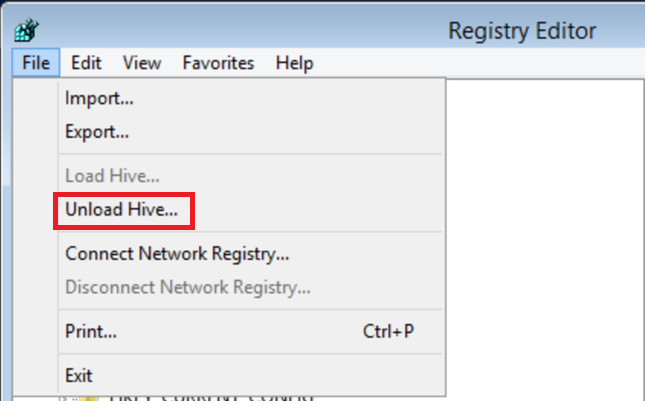 Registry Editor
File Edit View Favorites Help
Import...
Export...
Load Hive...
Unload Hive...
Connect Network Registry...
Disconnect Network Registry...
Print... Ctrl+P
Exit